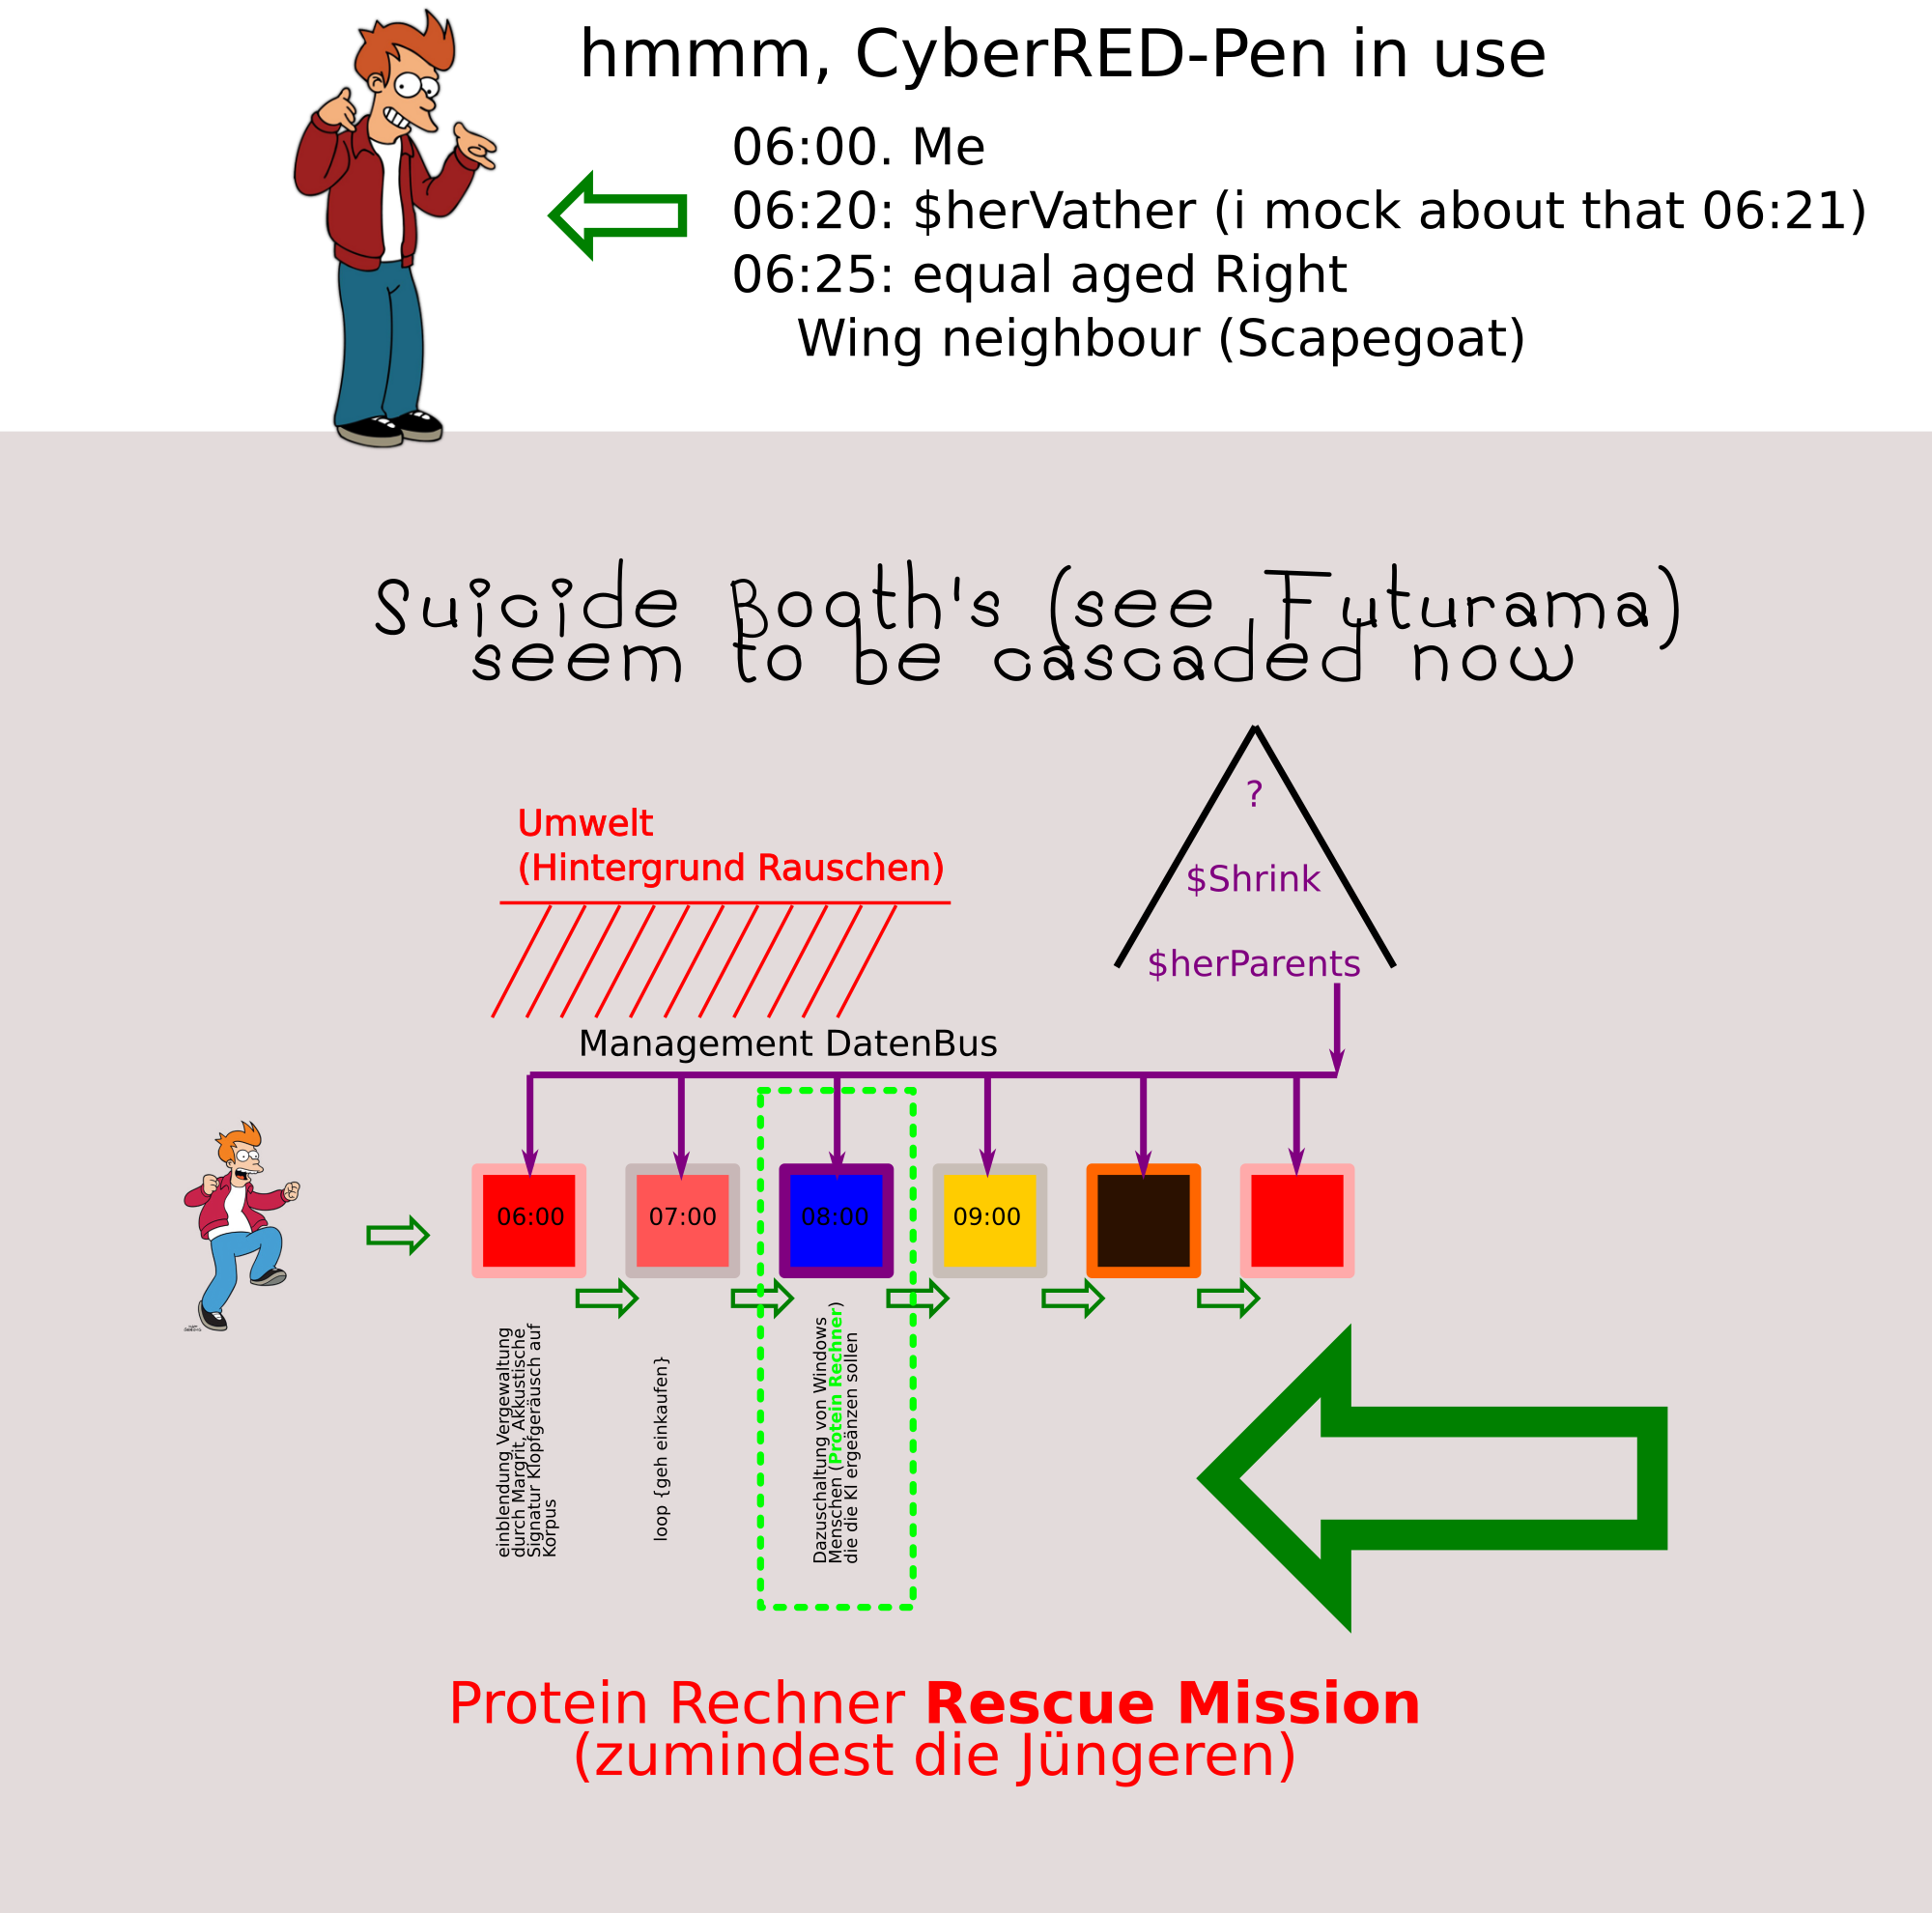 hmmm, CyberRED-Pen in use
06:00. Me
06:20: $herVather (i mock about that 06:21)
06:25: equal aged Right
Wing neighbour (Scapegoat)
Suicide Booth's (see Futurama)
seem to be cascaded now
?
$Shrink
$herParents
Umwelt
(Hintergrund Rauschen)
Management DatenBus
06:00
07:00
08:00
09:00
einblendung Vergewaltung
durch Margrit, Akkustische
Signatur Klopfgeräusch auf
Korpus
loop {geh einkaufen}
Dazuschaltung von Windows
Menschen (Protein Rechner)
die die KI ergeänzen sollen
Protein Rechner Rescue Mission
(zumindest die Jüngeren)